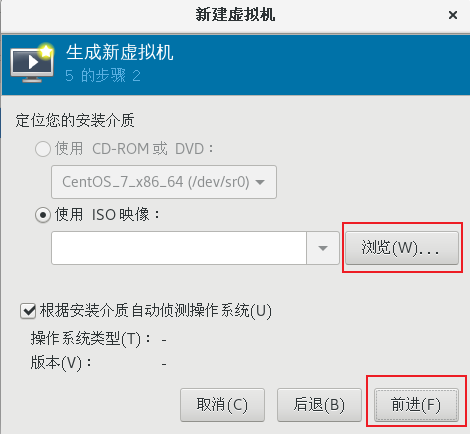 新建虚拟机
生成新虚拟机
5 的步骤 2
定位您的安装介质
使用 CD-ROM 或 DVD：
CentOS_7_x86_64 (/dev/sr0)
使用 ISO 映像：
浏览(W)...
根据安装介质自动侦测操作系统(U)
操作系统类型(T)： -
版本(V)： -
取消(C) 后退(B) 前进(F)